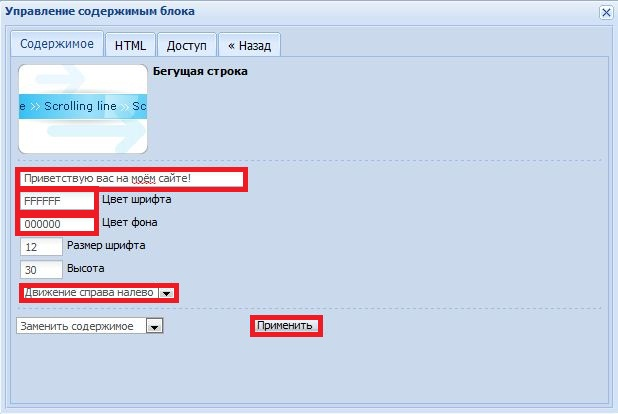 Управление содержимым блока
Содержимое HTML Доступ « Назад
Бегущая строка
e » Scrolling line » Sc
Приветствую вас на моём сайте!
FFFFFF Цвет шрифта
000000 Цвет фона
12 Размер шрифта
30 Высота
Движение справа налево
Заменить содержимое Применить